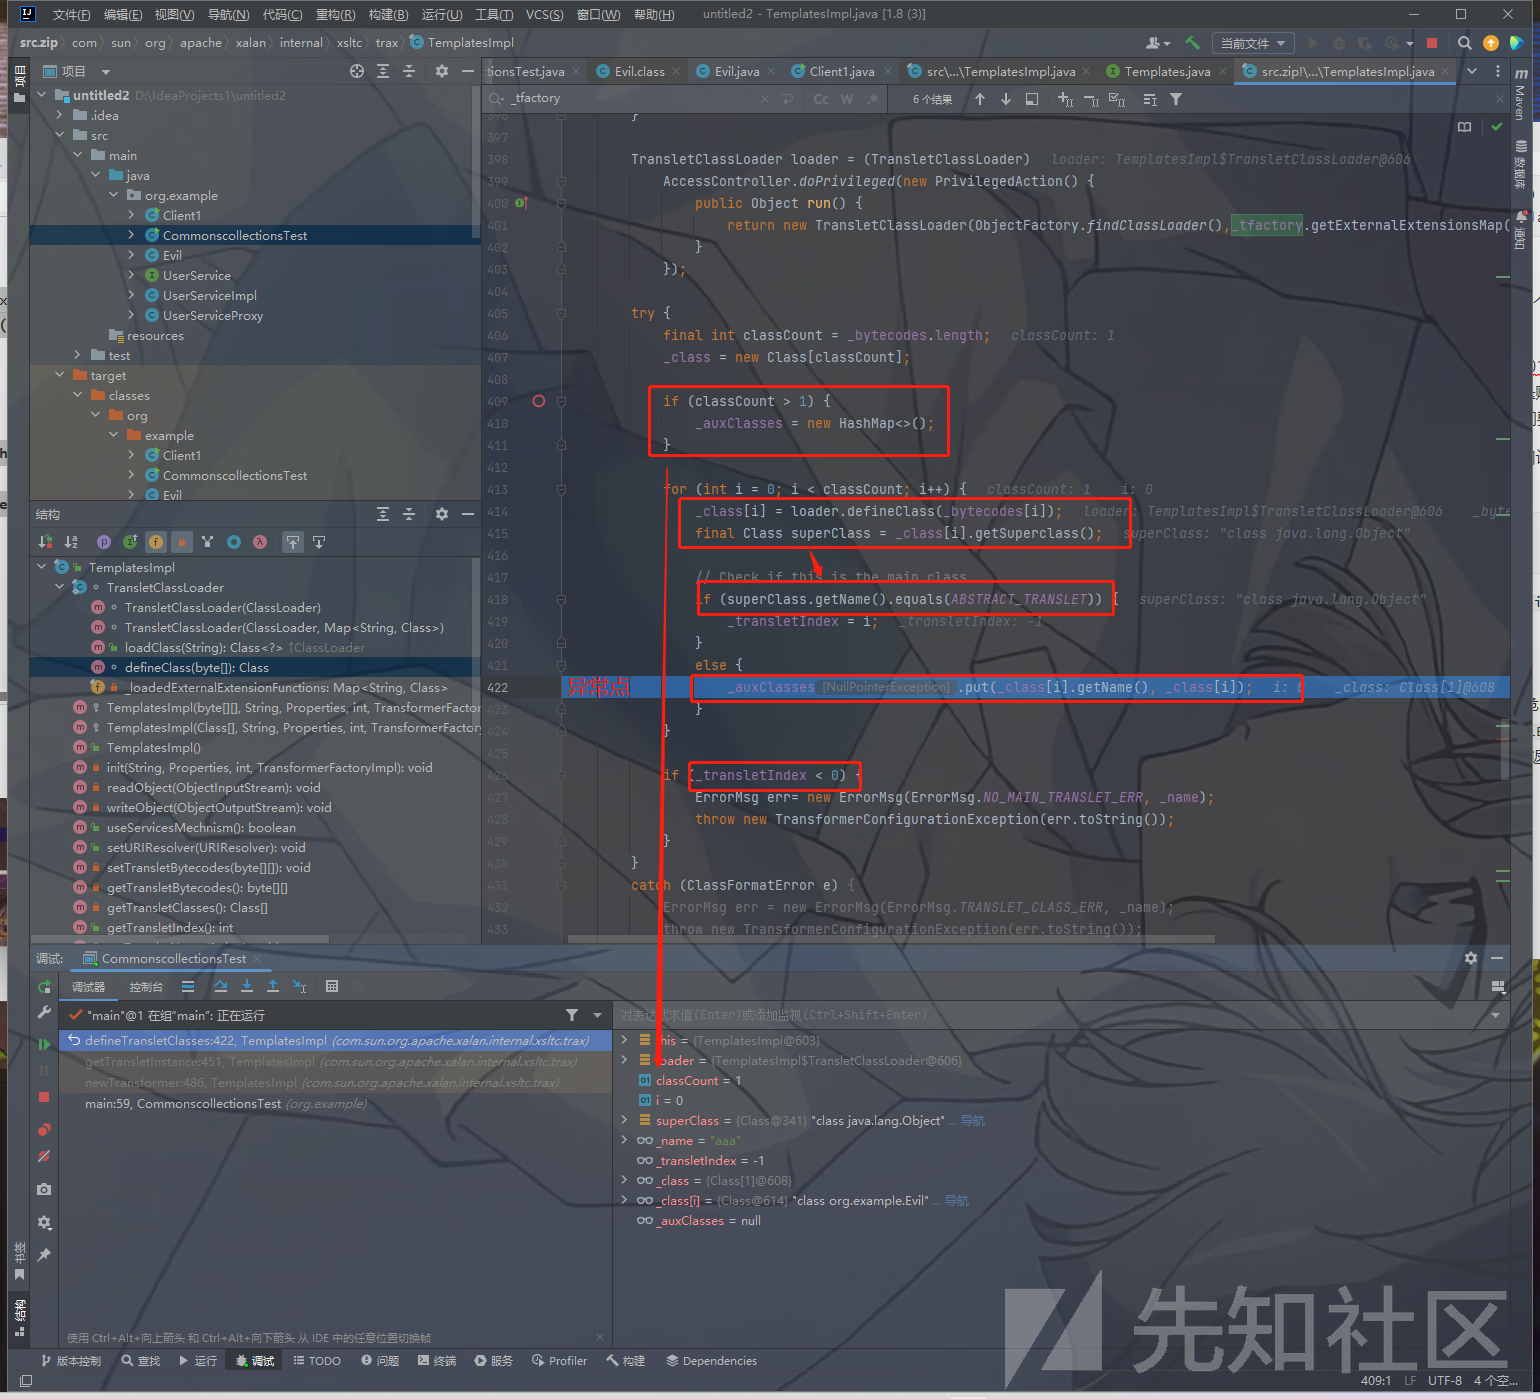 文件(F) 编辑(E) 视图(V) 导航(N) 代码(C) 重构(R) 构建(B) 运行(U) 工具(T) VCS(S) 窗口(W) 帮助(H) untitled2 - TemplatesImpl.java [1.8 (3)]
src.zip com sun org apache xalan internal xsltc trax TemplatesImpl
当前文件
项目
tionsTest.java Evil.class Evil.java Client1.java src\...\TemplatesImpl.java Templates.java src.zip!\...\TemplatesImpl.java
_tfactory Cc W .* 6 个结果
untitled2 D:\IdeaProjects1\untitled2
.idea
src
main
java
org.example
Client1
CommonscollectionsTest
Evil
UserService
UserServiceImpl
UserServiceProxy
resources
test
target
classes
org
example
Client1
CommonscollectionsTest
Evil
结构
TemplatesImpl
TransletClassLoader
TransletClassLoader(ClassLoader)
TransletClassLoader(ClassLoader, Map<String, Class>)
loadClass(String): Class<?> ↑ClassLoader
defineClass(byte[]): Class
_loadedExternalExtensionFunctions: Map<String, Class>
TemplatesImpl(byte[][], String, Properties, int, TransformerFactor
TemplatesImpl(Class[], String, Properties, int, TransformerFactory
TemplatesImpl()
init(String, Properties, int, TransformerFactoryImpl): void
readObject(ObjectInputStream): void
writeObject(ObjectOutputStream): void
useServicesMechnism(): boolean
setURIResolver(URIResolver): void
setTransletBytecodes(byte[][]): void
getTransletBytecodes(): byte[][]
getTransletClasses(): Class[]
getTransletIndex(): int
396 }
397
398 TransletClassLoader loader = (TransletClassLoader) loader: TemplatesImpl$TransletClassLoader@606
399 AccessController.doPrivileged(new PrivilegedAction() {
400 public Object run() {
401 return new TransletClassLoader(ObjectFactory.findClassLoader(),_tfactory.getExternalExtensionsMap(
402 }
403 });
404
405 try {
406 final int classCount = _bytecodes.length; classCount: 1
407 _class = new Class[classCount];
408
409 if (classCount > 1) {
410 _auxClasses = new HashMap<>();
411 }
412
413 for (int i = 0; i < classCount; i++) { classCount: 1 i: 0
414 _class[i] = loader.defineClass(_bytecodes[i]); loader: TemplatesImpl$TransletClassLoader@606 _byte
415 final Class superClass = _class[i].getSuperclass(); superClass: "class java.lang.Object"
416
417 // Check if this is the main class
418 if (superClass.getName().equals(ABSTRACT_TRANSLET)) { superClass: "class java.lang.Object"
419 _transletIndex = i; _transletIndex: -1
420 }
421 else {
422 异常点 _auxClasses [NullPointerException] .put(_class[i].getName(), _class[i]); i: 0 _class: Class[1]@608
423 }
424 }
425
426 if (_transletIndex < 0) {
427 ErrorMsg err= new ErrorMsg(ErrorMsg.NO_MAIN_TRANSLET_ERR, _name);
428 throw new TransformerConfigurationException(err.toString());
429 }
430 }
431 catch (ClassFormatError e) {
432 ErrorMsg err = new ErrorMsg(ErrorMsg.TRANSLET_CLASS_ERR, _name);
433 throw new TransformerConfigurationException(err.toString());
项目
Maven
数据库
通知
书签
结构
调试: CommonscollectionsTest
调试器 控制台
"main"@1 在组"main": 正在运行
defineTransletClasses:422, TemplatesImpl (com.sun.org.apache.xalan.internal.xsltc.trax)
getTransletInstance:451, TemplatesImpl (com.sun.org.apache.xalan.internal.xsltc.trax)
newTransformer:486, TemplatesImpl (com.sun.org.apache.xalan.internal.xsltc.trax)
main:59, CommonscollectionsTest (org.example)
对表达式求值(Enter)或添加监视(Ctrl+Shift+Enter)
this = {TemplatesImpl@603}
loader = {TemplatesImpl$TransletClassLoader@606}
classCount = 1
i = 0
superClass = {Class@341} "class java.lang.Object"... 导航
_name = "aaa"
_transletIndex = -1
_class = {Class[1]@608}
_class[i] = {Class@614} "class org.example.Evil"... 导航
_auxClasses = null
使用 Ctrl+Alt+向上箭头 和 Ctrl+Alt+向下箭头 从 IDE 中的任意位置切换帧
版本控制 查找 运行 调试 TODO 问题 终端 服务 Profiler 构建 Dependencies
409:1 LF UTF-8 4 个空...
先知社区